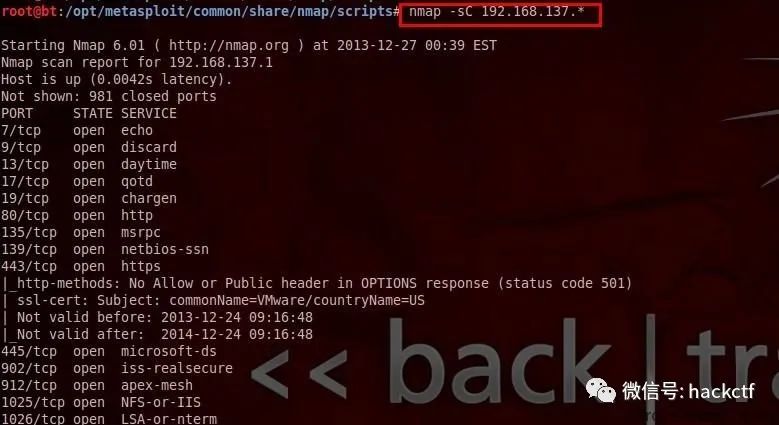 root@bt:/opt/metasploit/common/share/nmap/scripts# nmap -sC 192.168.137.*
Starting Nmap 6.01 ( http://nmap.org ) at 2013-12-27 00:39 EST
Nmap scan report for 192.168.137.1
Host is up (0.0042s latency).
Not shown: 981 closed ports
PORT     STATE SERVICE
7/tcp    open  echo
9/tcp    open  discard
13/tcp   open  daytime
17/tcp   open  qotd
19/tcp   open  chargen
80/tcp   open  http
135/tcp  open  msrpc
139/tcp  open  netbios-ssn
443/tcp  open  https
|_http-methods: No Allow or Public header in OPTIONS response (status code 501)
| ssl-cert: Subject: commonName=VMware/countryName=US
| Not valid before: 2013-12-24 09:16:48
|_Not valid after:  2014-12-24 09:16:48
445/tcp  open  microsoft-ds
902/tcp  open  iss-realsecure
912/tcp  open  apex-mesh
1025/tcp open  NFS-or-IIS
1026/tcp open  LSA-or-nterm
<< back | tra
微信号: hackctf